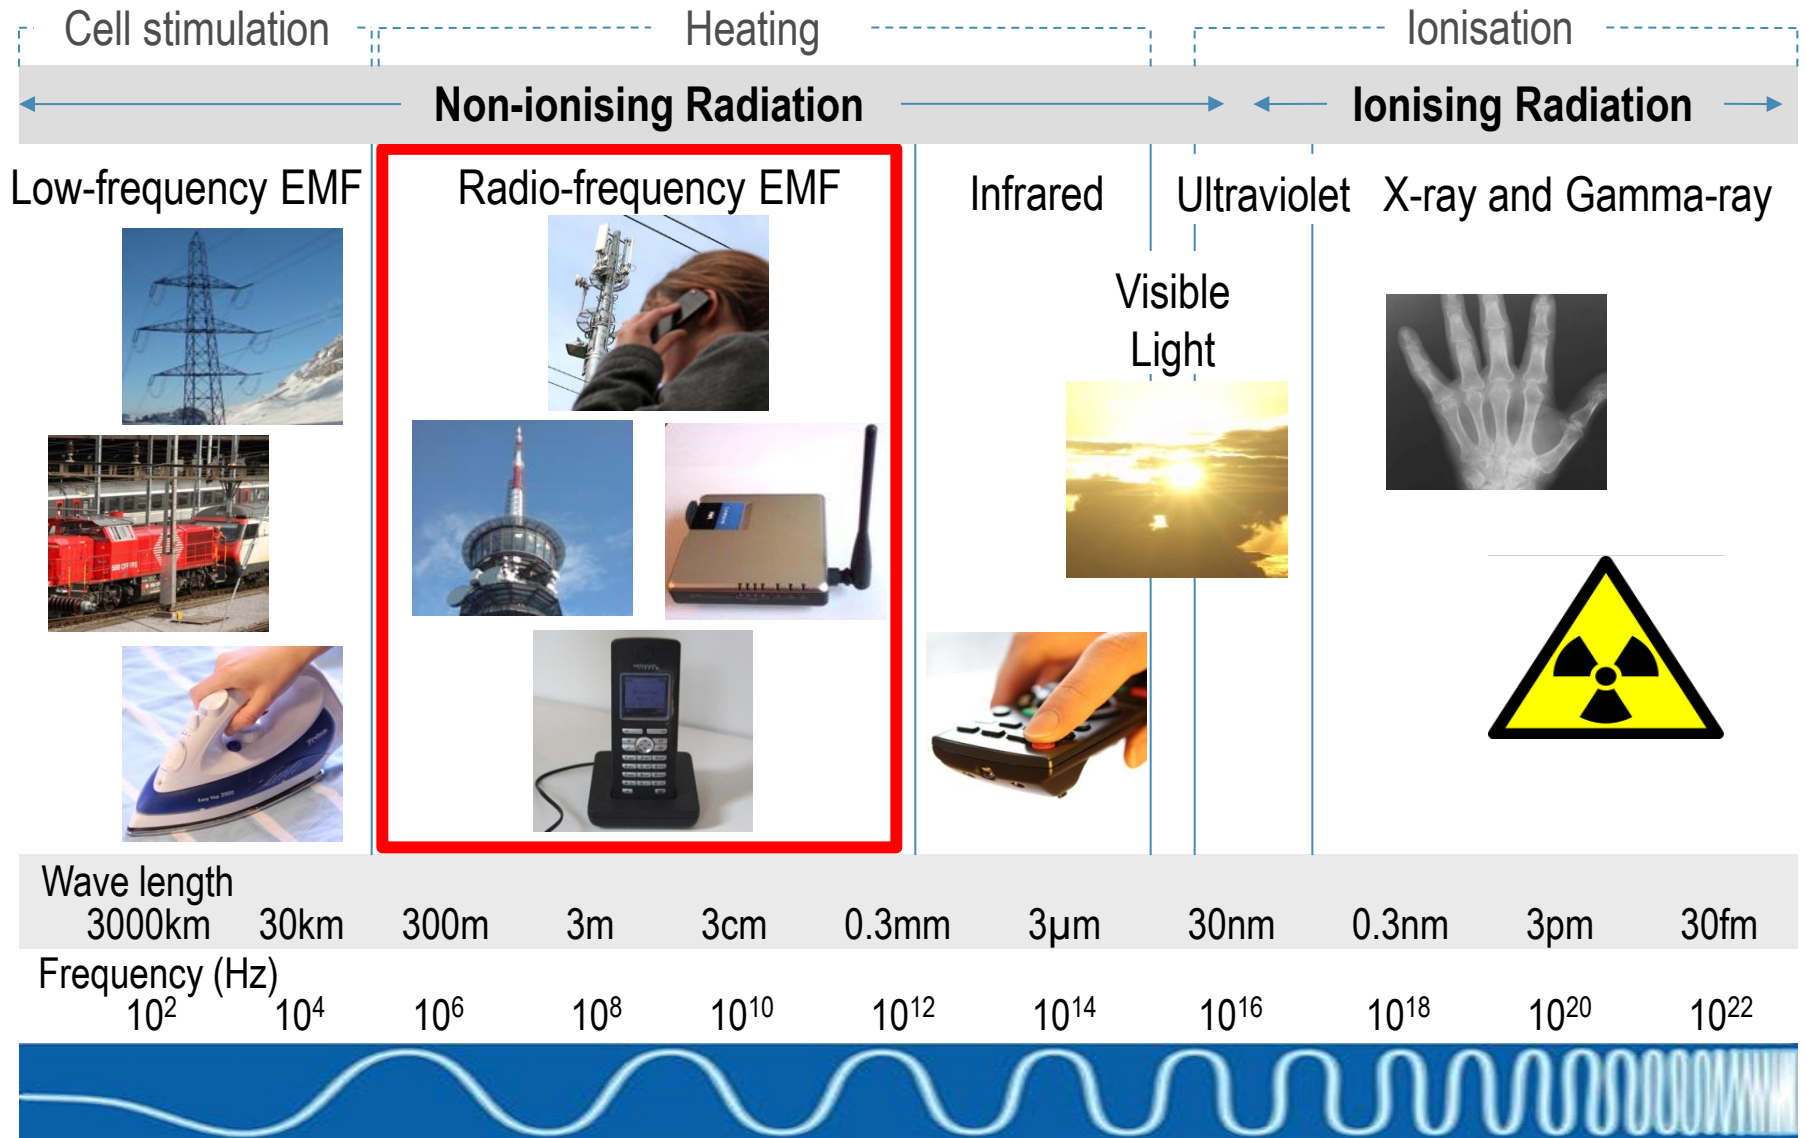 Cell stimulation Heating Ionisation
Non-ionising Radiation Ionising Radiation
Low-frequency EMF Radio-frequency EMF Infrared Ultraviolet X-ray and Gamma-ray
Visible
Light
Wave length
3000km 30km 300m 3m 3cm 0.3mm 3µm 30nm 0.3nm 3pm 30fm
Frequency (Hz)
10² 10⁴ 10⁶ 10⁸ 10¹⁰ 10¹² 10¹⁴ 10¹⁶ 10¹⁸ 10²⁰ 10²²